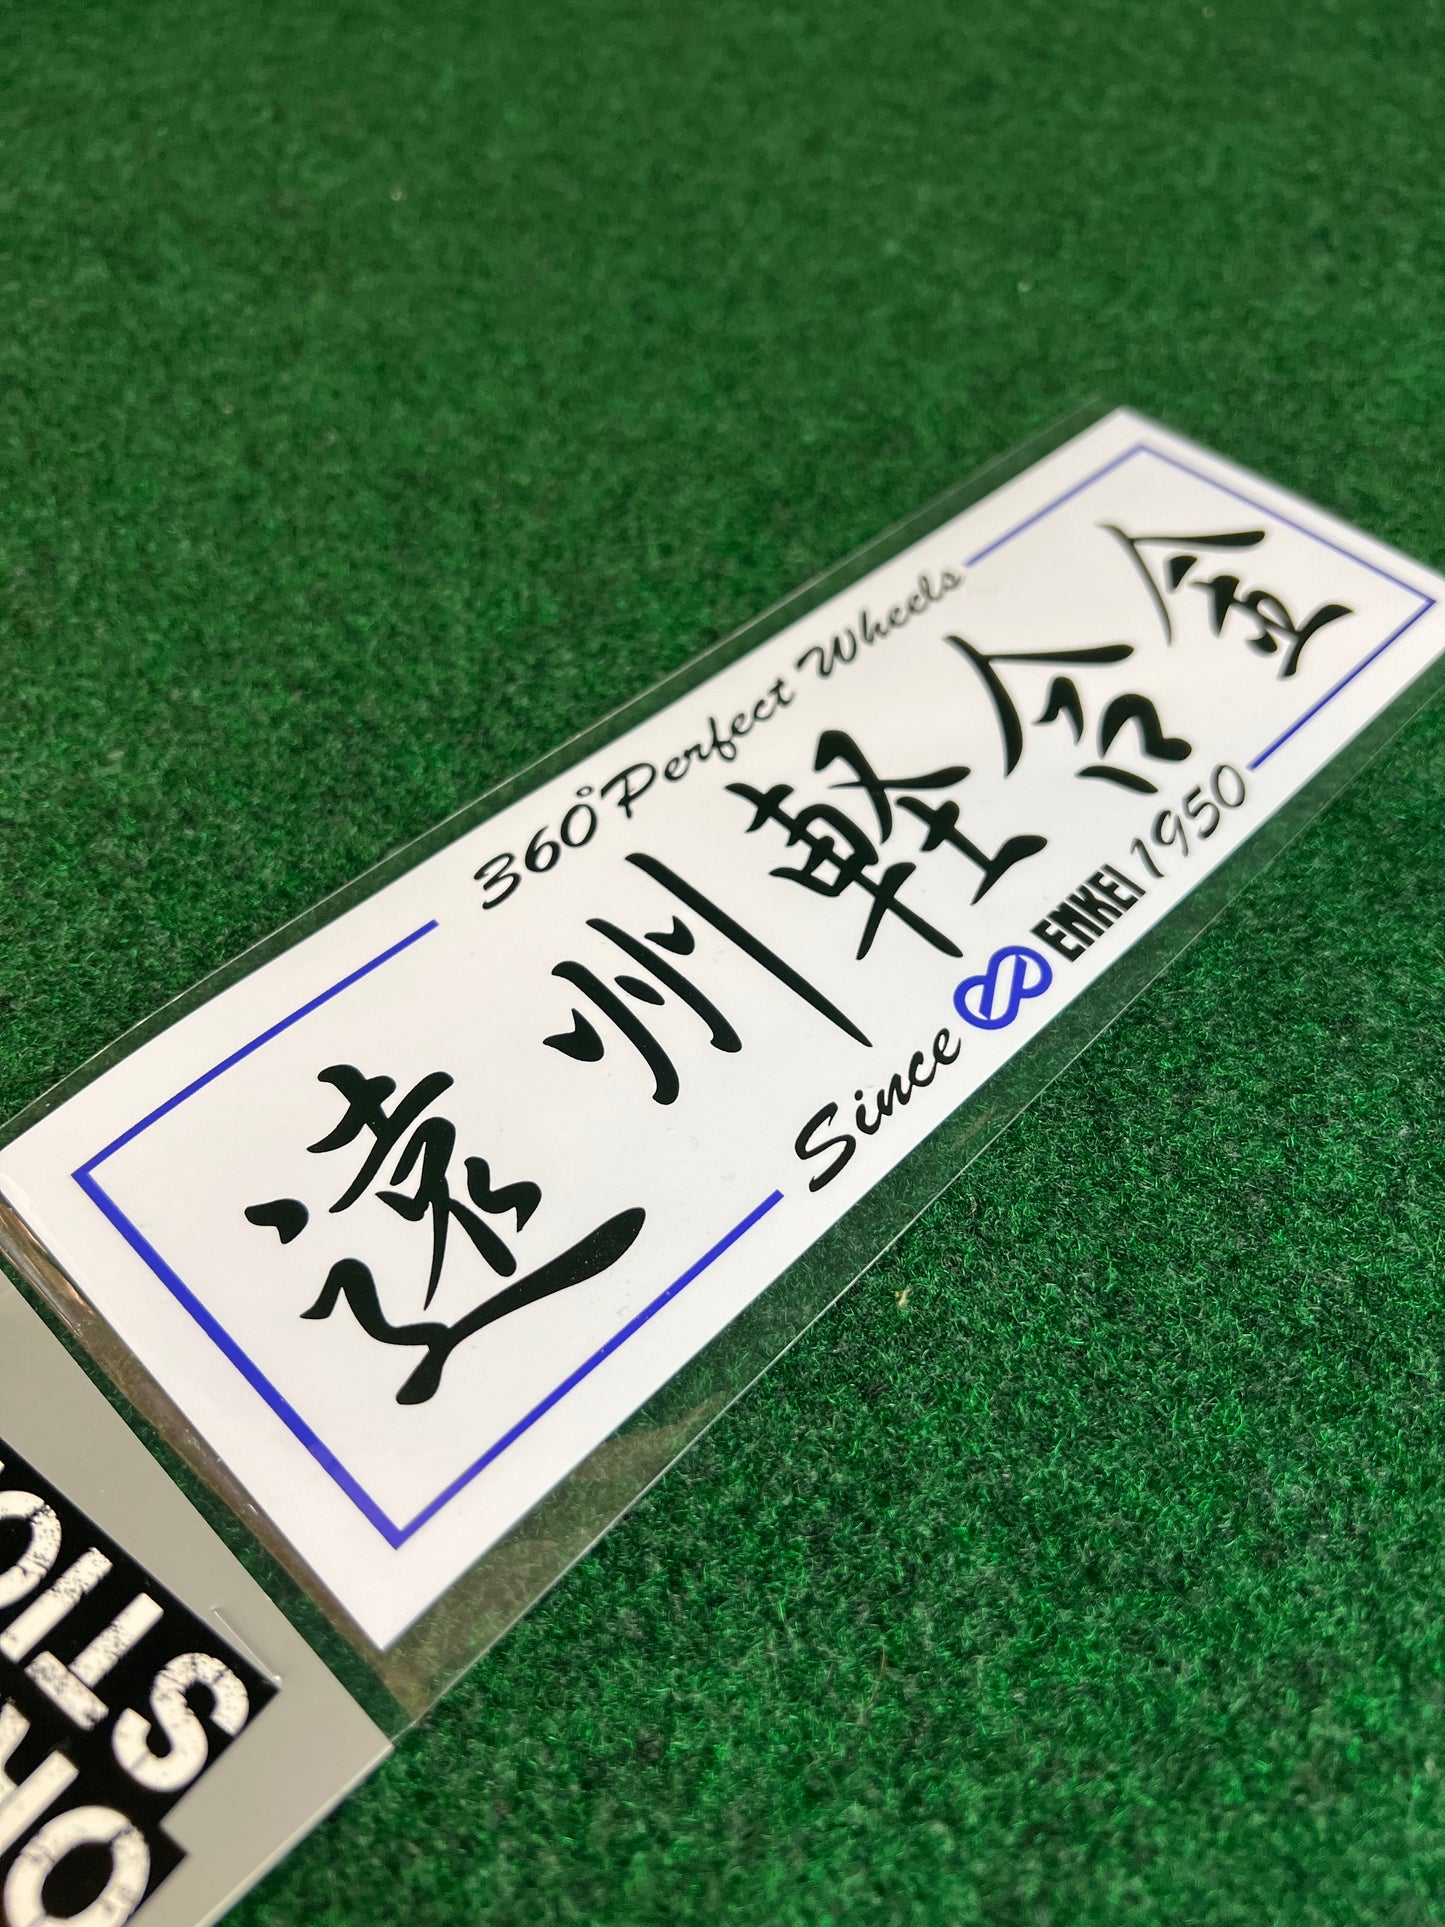 360°Perfect Wheels
遠州軽合金
Since ENKEI 1950